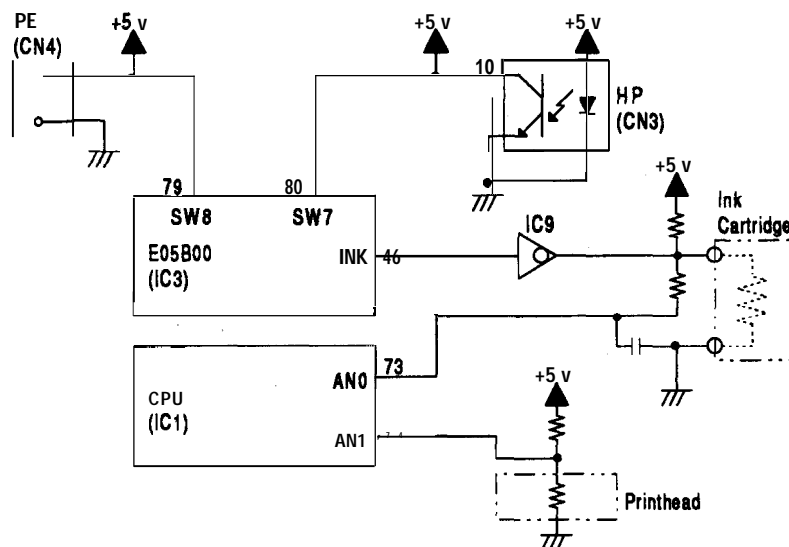 PE
(CN4)
+5 v
+5 v
+5 v
10
HP
(CN3)
79
80
SW8
SW7
E05B00
(IC3)
INK
46
IC9
+5 v
Ink
Cartridge
CPU
(IC1)
AN0
73
AN1
+5 v
Printhead